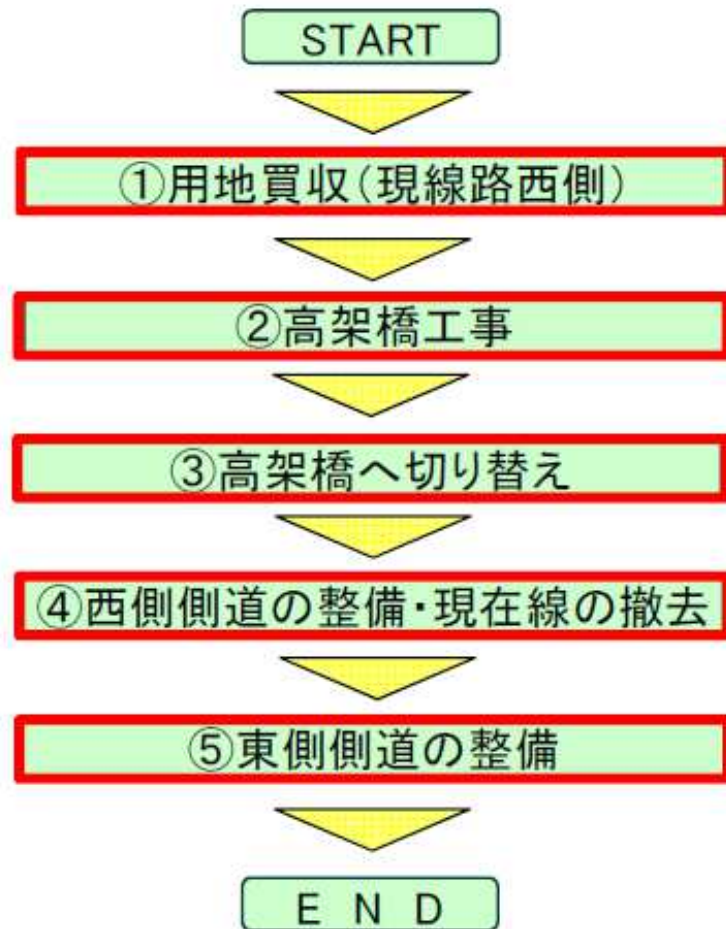 START
①用地買収(現線路西側)
②高架橋工事
③高架橋へ切り替え
④西側側道の整備・現在線の撤去
⑤東側側道の整備
E N D